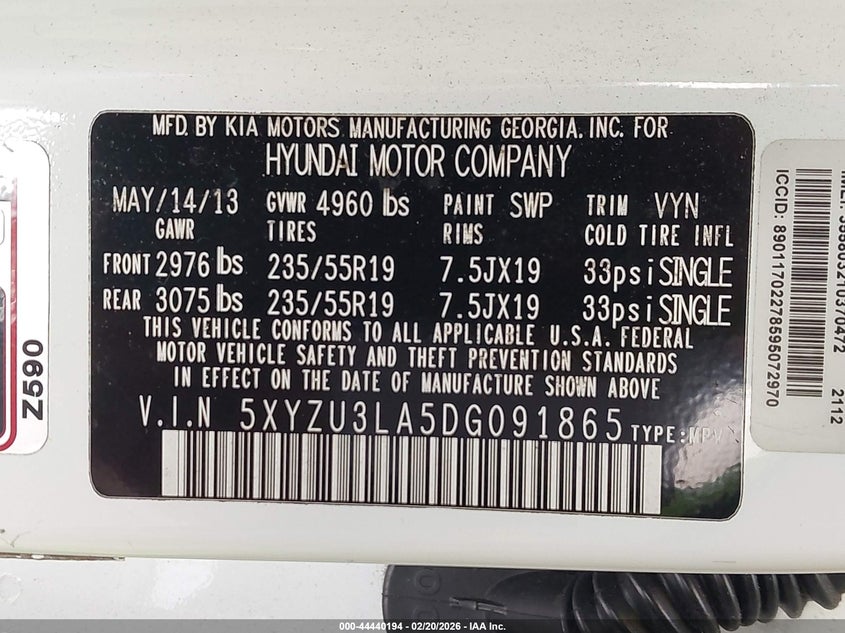 MFD. BY KIA MOTORS MANUFACTURING GEORGIA. INC. FOR
HYUNDAI MOTOR COMPANY
MAY/14/13 GVWR 4960 lbs PAINT SWP TRIM VYN
GAWR TIRES RIMS COLD TIRE INFL
FRONT 2976 lbs 235/55R19 7.5JX19 33psi SINGLE
REAR 3075 lbs 235/55R19 7.5JX19 33psi SINGLE
THIS VEHICLE CONFORMS TO ALL APPLICABLE U.S.A. FEDERAL
MOTOR VEHICLE SAFETY AND THEFT PREVENTION STANDARDS
IN EFFECT ON THE DATE OF MANUFACTURE SHOWN ABOVE
V.I.N 5XYZU3LA5DG091865 TYPE:MPV
Z590
ICCID: 89011702278595072970
2112
000-44440194 - 02/20/2026 - IAA Inc.